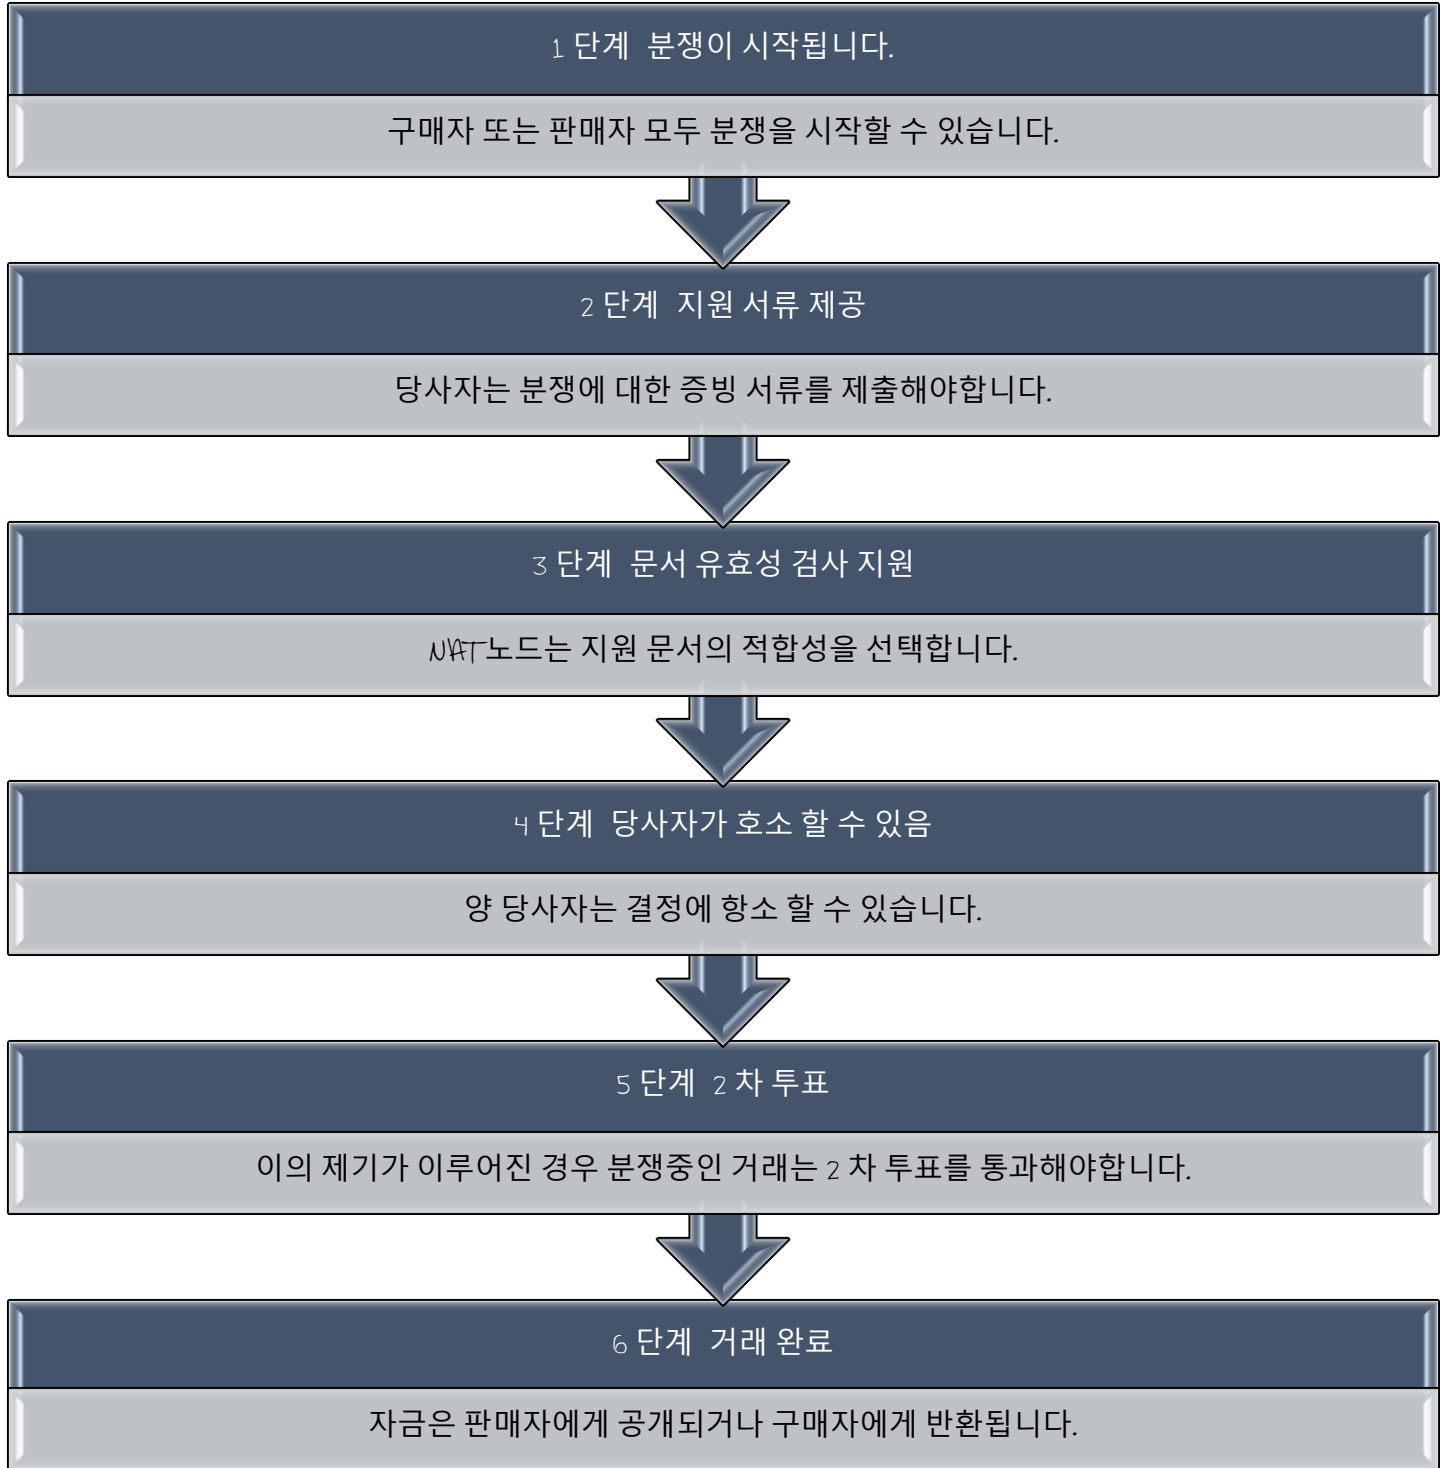 1 단계 분쟁이 시작됩니다.
구매자 또는 판매자 모두 분쟁을 시작할 수 있습니다.
2 단계 지원 서류 제공
당사자는 분쟁에 대한 증빙 서류를 제출해야합니다.
3 단계 문서 유효성 검사 지원
NAT노드는 지원 문서의 적합성을 선택합니다.
4 단계 당사자가 호소 할 수 있음
양 당사자는 결정에 항소 할 수 있습니다.
5 단계 2 차 투표
이의 제기가 이루어진 경우 분쟁중인 거래는 2 차 투표를 통과해야합니다.
6 단계 거래 완료
자금은 판매자에게 공개되거나 구매자에게 반환됩니다.